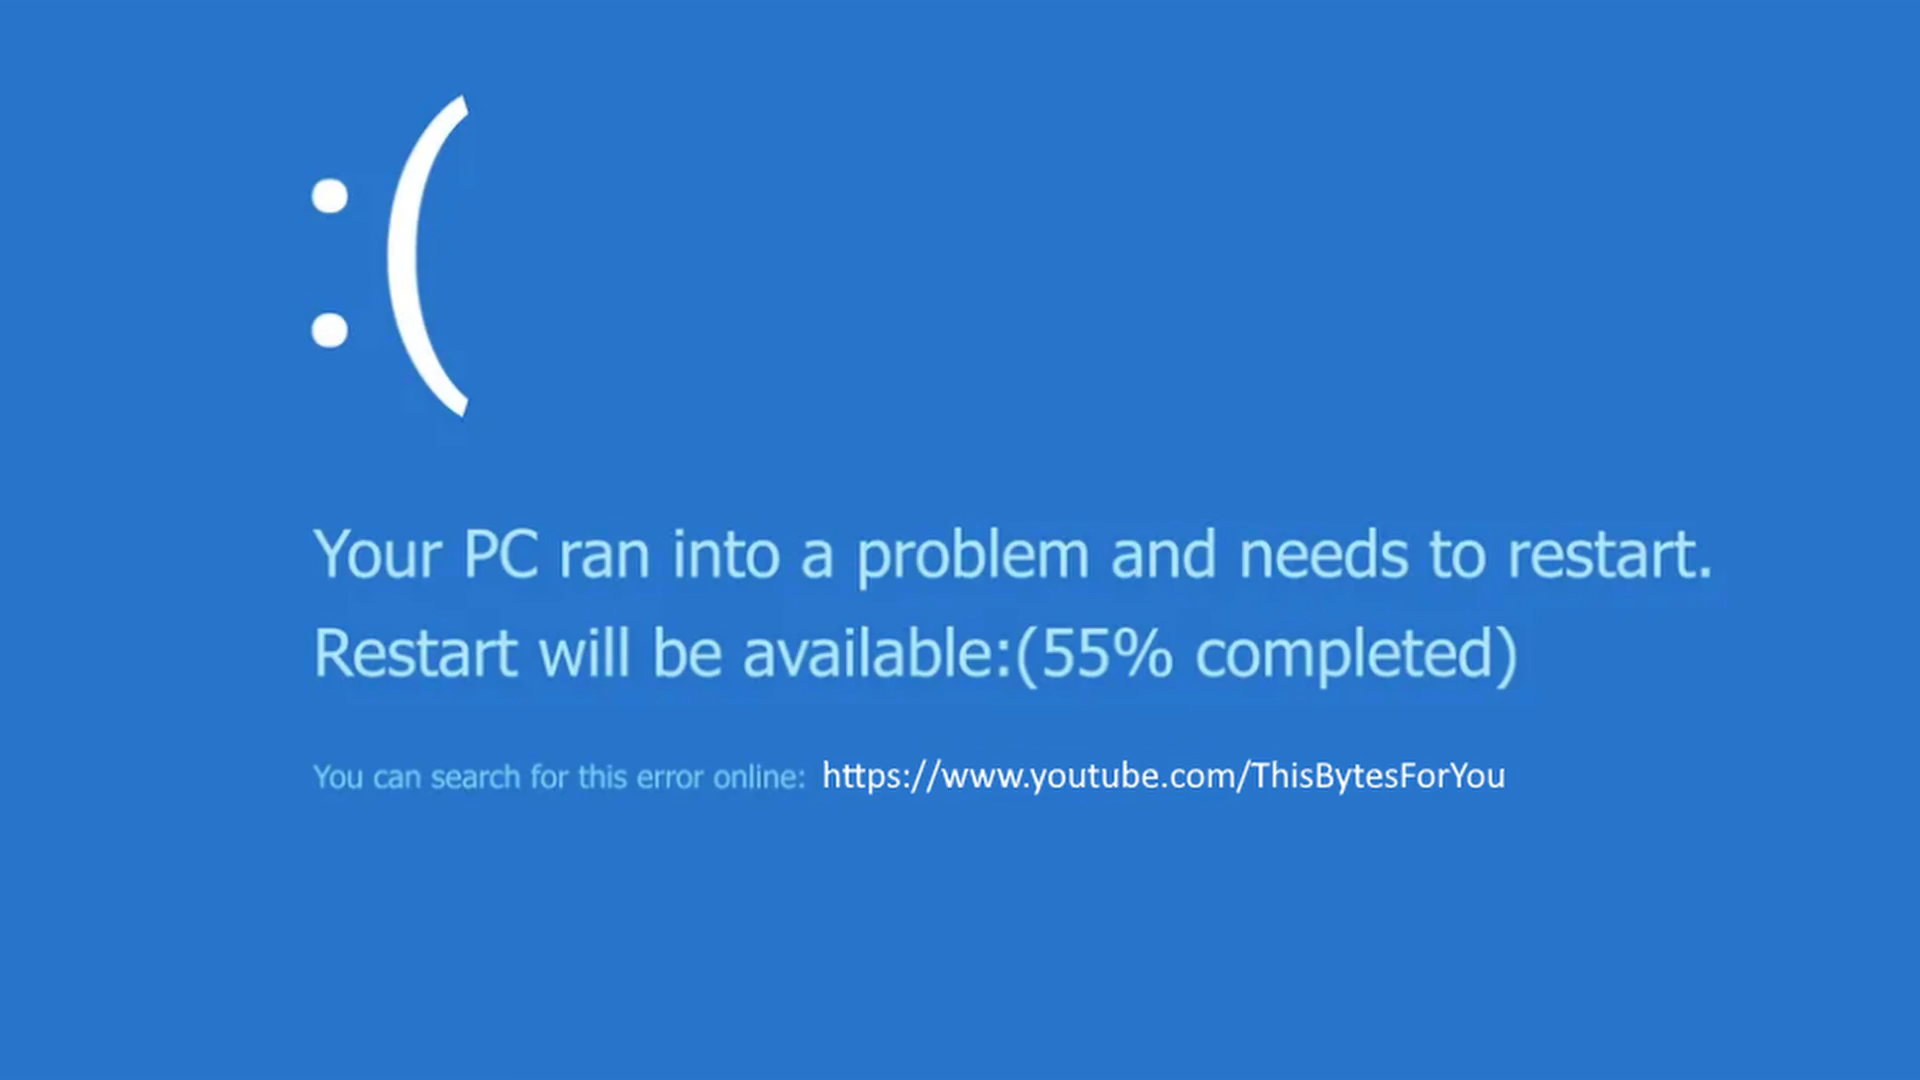 :(
Your PC ran into a problem and needs to restart.
Restart will be available:(55% completed)
You can search for this error online: https://www.youtube.com/ThisBytesForYou